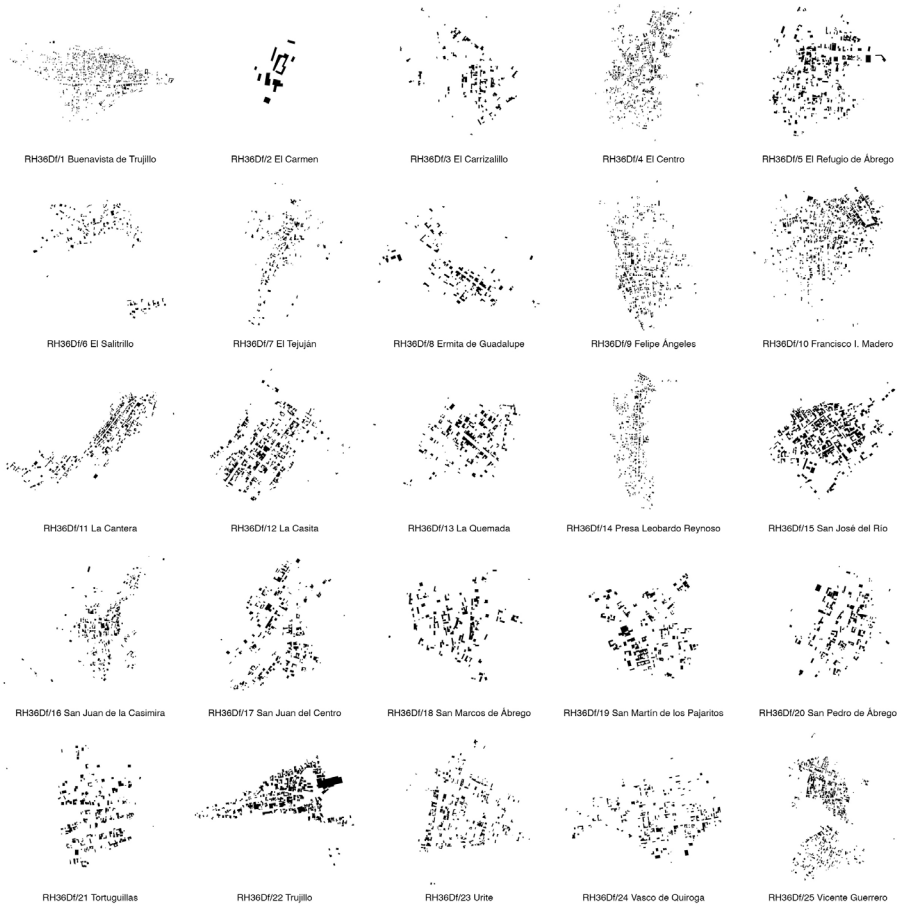 RH36Df/1 Buenavista de Trujillo
RH36Df/2 El Carmen
RH36Df/3 El Carrizalillo
RH36Df/4 El Centro
RH36Df/5 El Refugio de Ábrego
RH36Df/6 El Salitrillo
RH36Df/7 El Tejuján
RH36Df/8 Ermita de Guadalupe
RH36Df/9 Felipe Ángeles
RH36Df/10 Francisco I. Madero
RH36Df/11 La Cantera
RH36Df/12 La Casita
RH36Df/13 La Quemada
RH36Df/14 Presa Leobardo Reynoso
RH36Df/15 San José del Río
RH36Df/16 San Juan de la Casimira
RH36Df/17 San Juan del Centro
RH36Df/18 San Marcos de Ábrego
RH36Df/19 San Martín de los Pajaritos
RH36Df/20 San Pedro de Ábrego
RH36Df/21 Tortuguillas
RH36Df/22 Trujillo
RH36Df/23 Urite
RH36Df/24 Vasco de Quiroga
RH36Df/25 Vicente Guerrero